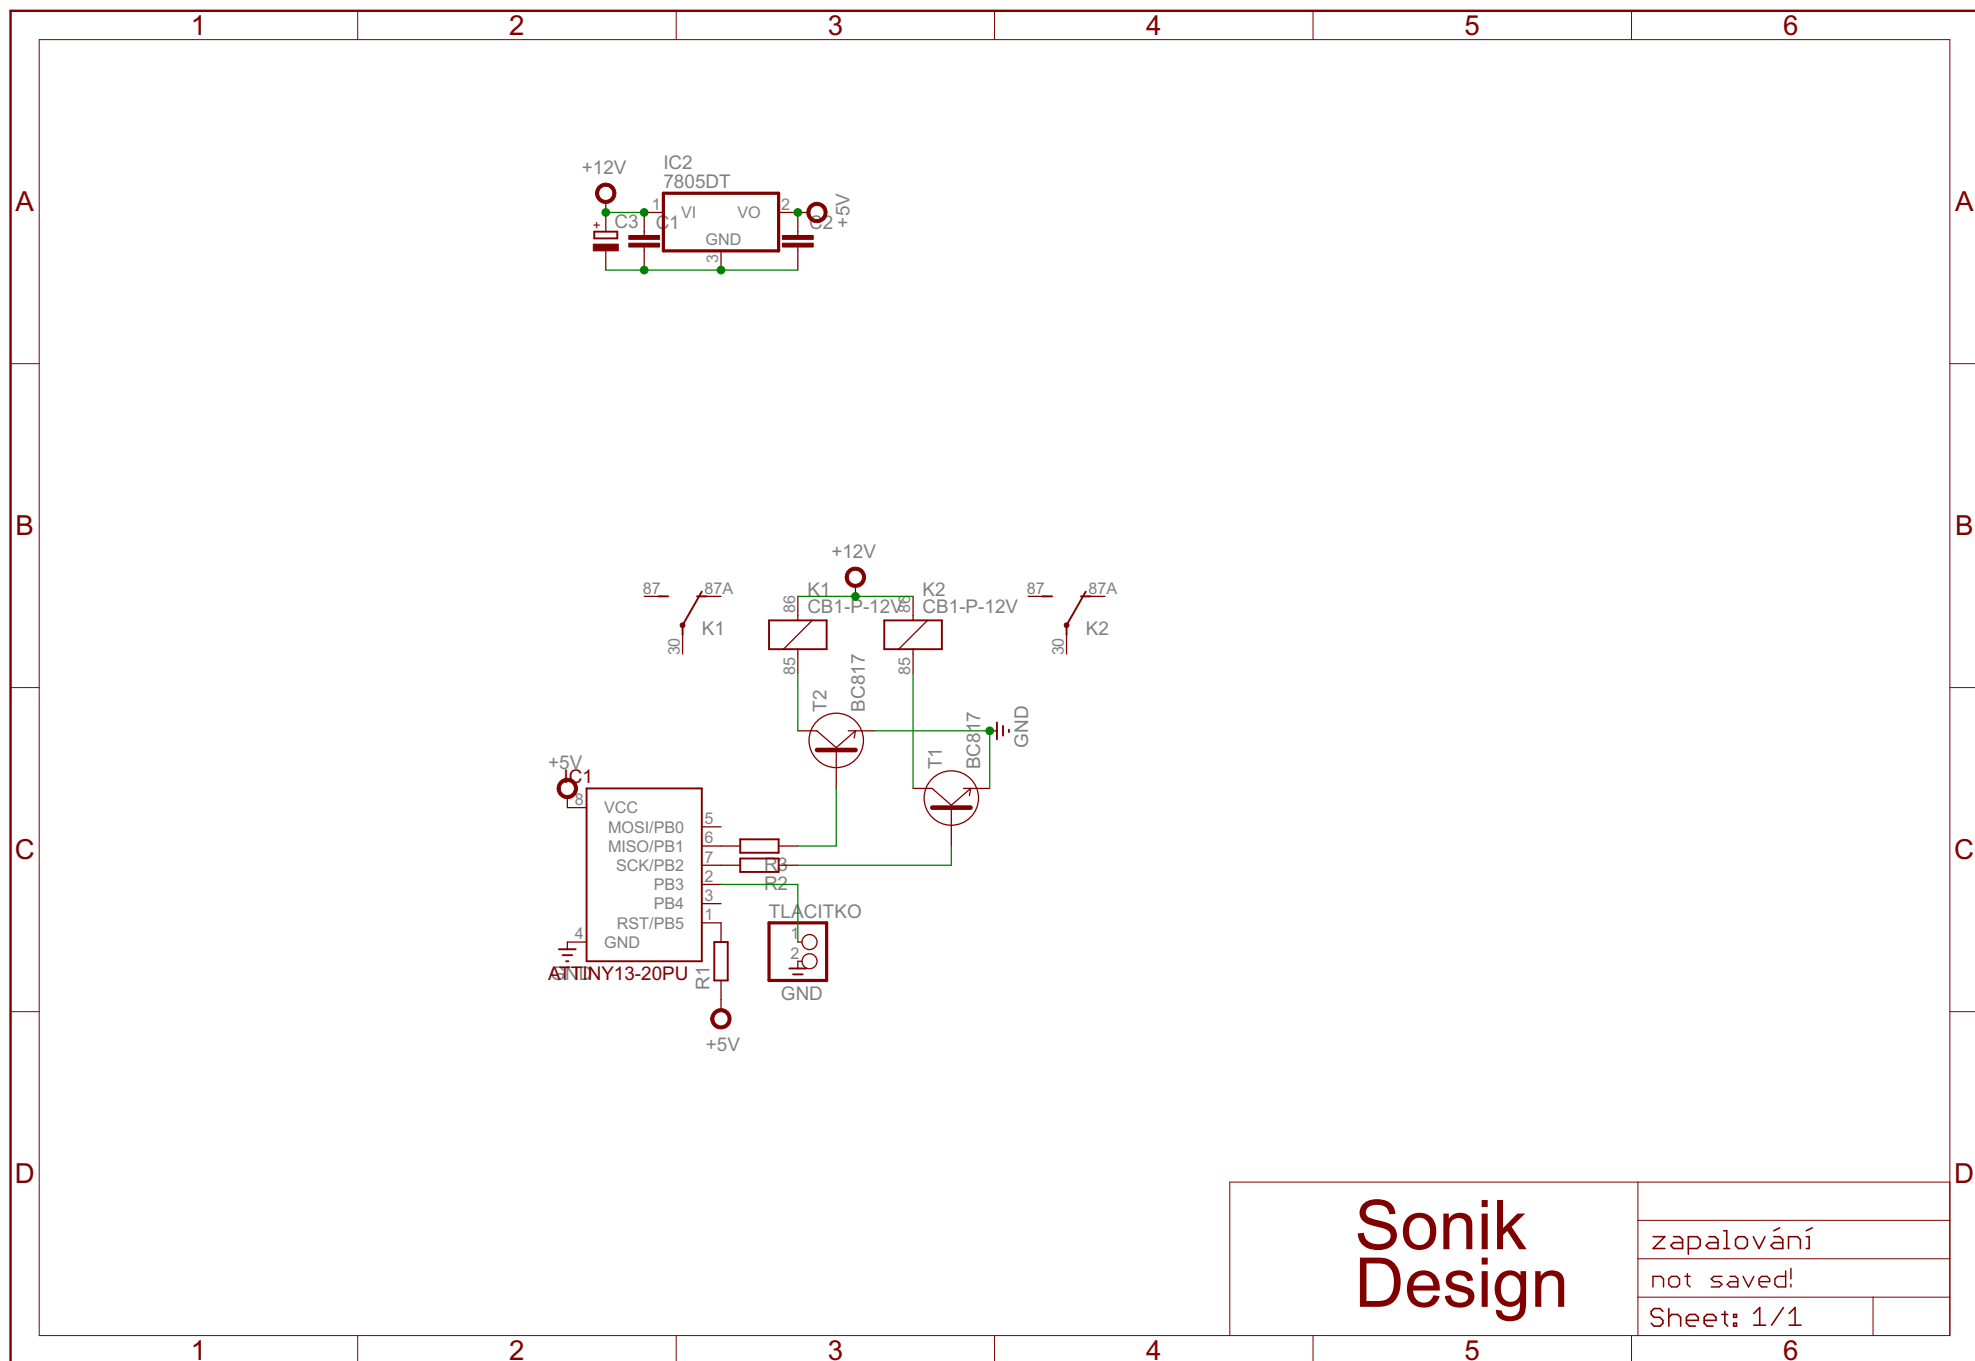 1 2 3 4 5 6
A A
+12V
IC2
7805DT
1 VI VO 2
+5V
C3 C1 C2
GND
3
B B
+12V
87 87A
K1
30
86
K1
CB1-P-12V
85
86
K2
CB1-P-12V
85
87 87A
K2
30
T2
BC817
T1
BC817
GND
+5V
IC1
8
VCC
MOSI/PB0 5
MISO/PB1 6
SCK/PB2 7
PB3 2
PB4 3
RST/PB5 1
4
GND
GND
ATTINY13-20PU
R3
R2
R1
+5V
TLACITKO
1
2
GND
C C
D D
Sonik
Design
zapalování
not saved!
Sheet: 1/1
1 2 3 4 5 6